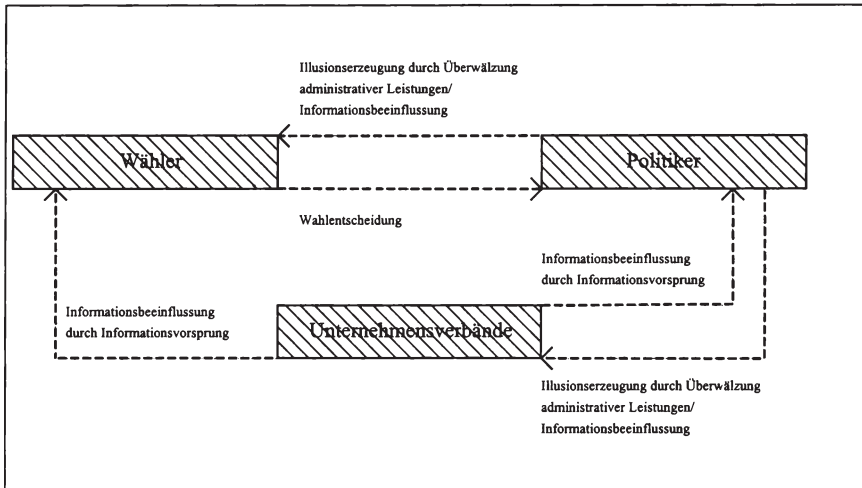 Illusionserzeugung durch Überwälzung
administrativer Leistungen/
Informationsbeeinflussung
Wähler
Politiker
Wahlentscheidung
Informationsbeeinflussung
durch Informationsvorsprung
Informationsbeeinflussung
durch Informationsvorsprung
Unternehmensverbände
Illusionserzeugung durch Überwälzung
administrativer Leistungen/
Informationsbeeinflussung